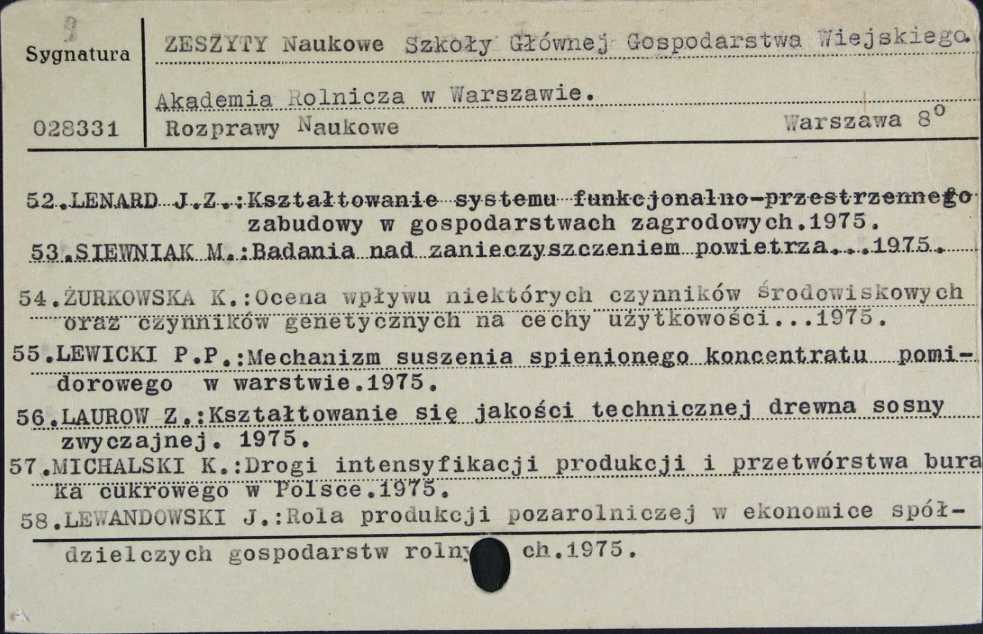 9
Sygnatura
ZESZYTY Naukowe Szkoły Głównej Gospodarstwa Wiejskiego.
Akademia Rolnicza w Warszawie.
028331
Rozprawy Naukowe Warszawa 8°
52.LENARD J.Z.:Kształtowanie systemu funkcjonalno-przestrzennego
zabudowy w gospodarstwach zagrodowych.1975.
53.SIEWNIAK M.:Badania nad zanieczyszczeniem powietrza...1975.
54.ŻURKOWSKA K.:Ocena wpływu niektórych czynników środowiskowych
oraz czynników genetycznych na cechy użytkowości...1975.
55.LEWICKI P.P.:Mechanizm suszenia spienionego koncentratu pomi-
dorowego w warstwie.1975.
56.LAUROW Z.:Kształtowanie się jakości technicznej drewna sosny
zwyczajnej. 1975.
57.MICHALSKI K.:Drogi intensyfikacji produkcji i przetwórstwa bura
ka cukrowego w Polsce.1975.
58.LEWANDOWSKI J.:Rola produkcji pozarolniczej w ekonomice spół-
dzielczych gospodarstw rolny ch.1975.